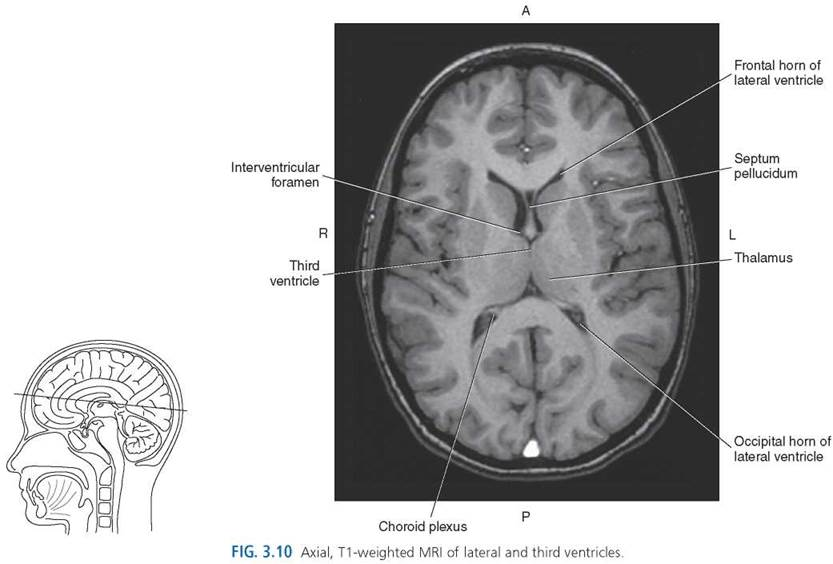 A
Frontal horn of
lateral ventricle
Interventricular
foramen
Septum
pellucidum
R
L
Third
ventricle
Thalamus
Occipital horn of
lateral ventricle
Choroid plexus
P
FIG. 3.10 Axial, T1-weighted MRI of lateral and third ventricles.